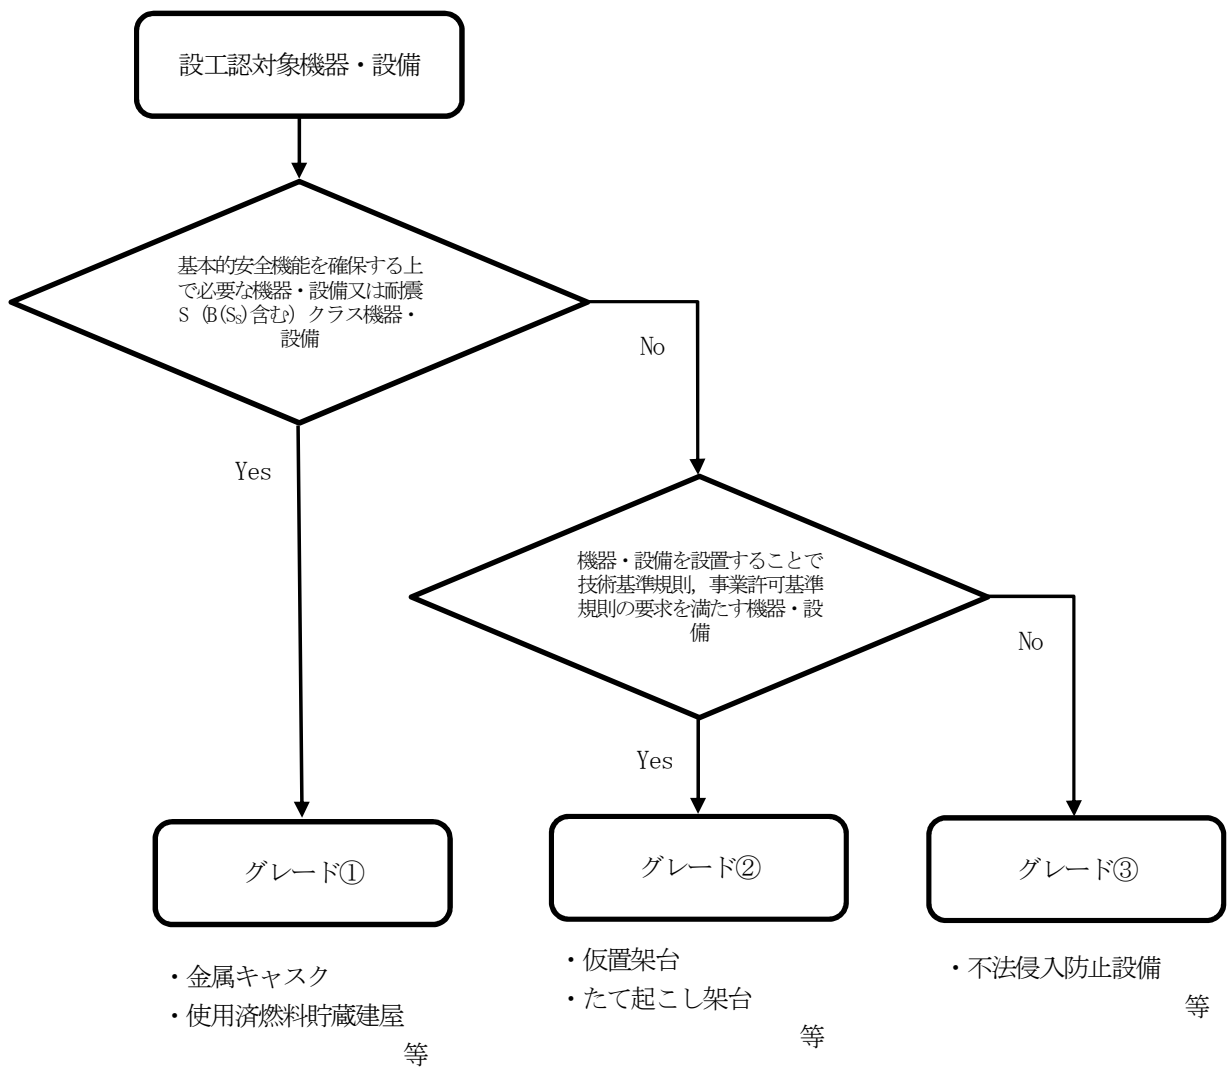 設工認対象機器・設備
基本的安全機能を確保する上
で必要な機器・設備又は耐震
S (B(Ss)含む) クラス機器・
設備
No
Yes
機器・設備を設置することで
技術基準規則，事業許可基準
規則の要求を満たす機器・設
備
No
Yes
グレード①
グレード②
グレード③
・金属キャスク
・使用済燃料貯蔵建屋
等
・仮置架台
・たて起こし架台
等
・不法侵入防止設備
等